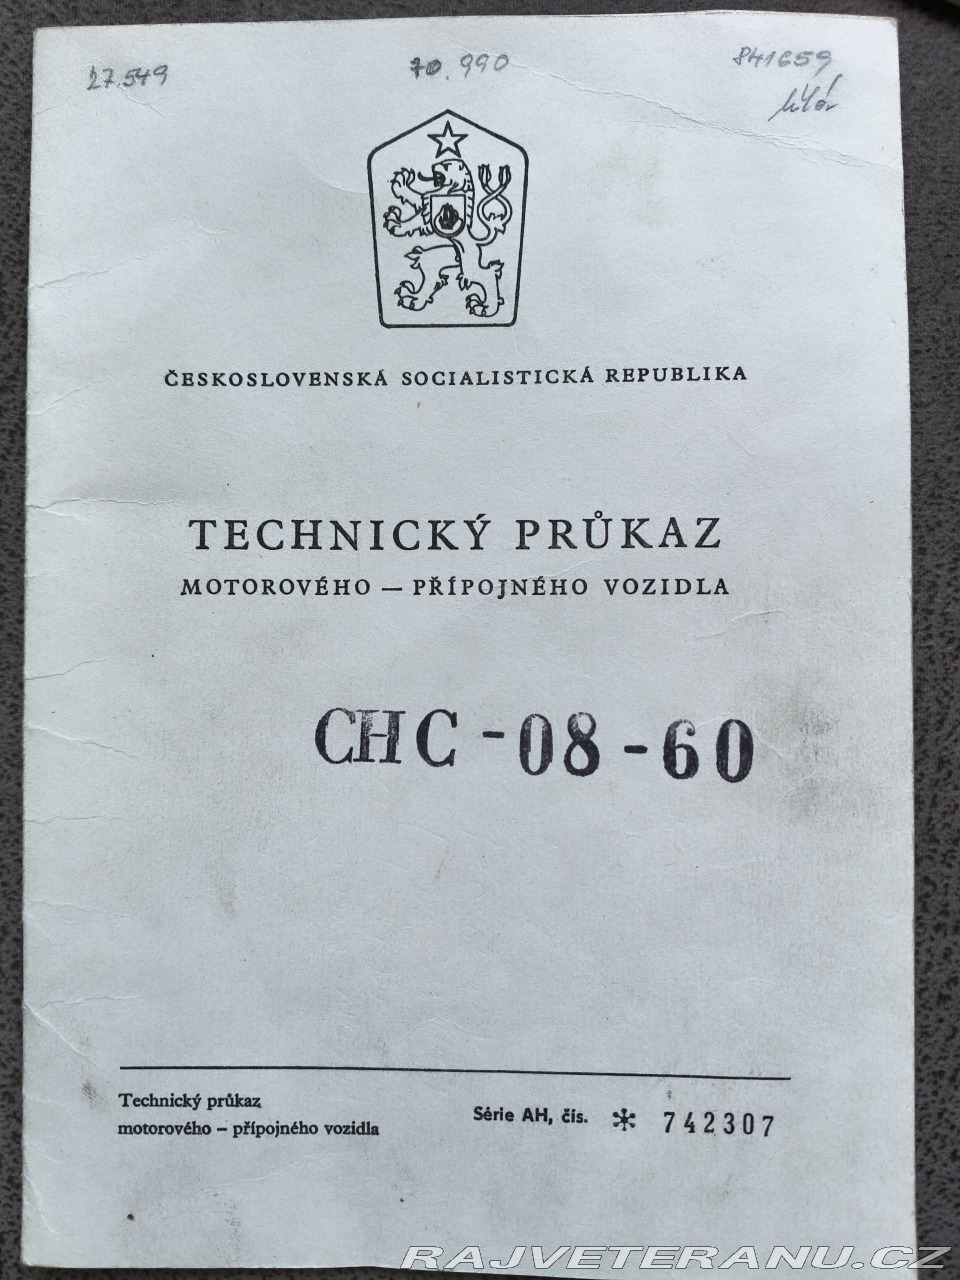 27.549 70.990 841659
ČESKOSLOVENSKÁ SOCIALISTICKÁ REPUBLIKA
TECHNICKÝ PRŮKAZ
MOTOROVÉHO — PŘÍPOJNÉHO VOZIDLA
CHC - 08 - 60
Technický průkaz
motorového – přípojného vozidla
Série AH, čís. * 742307
RAJVETERANU.CZ